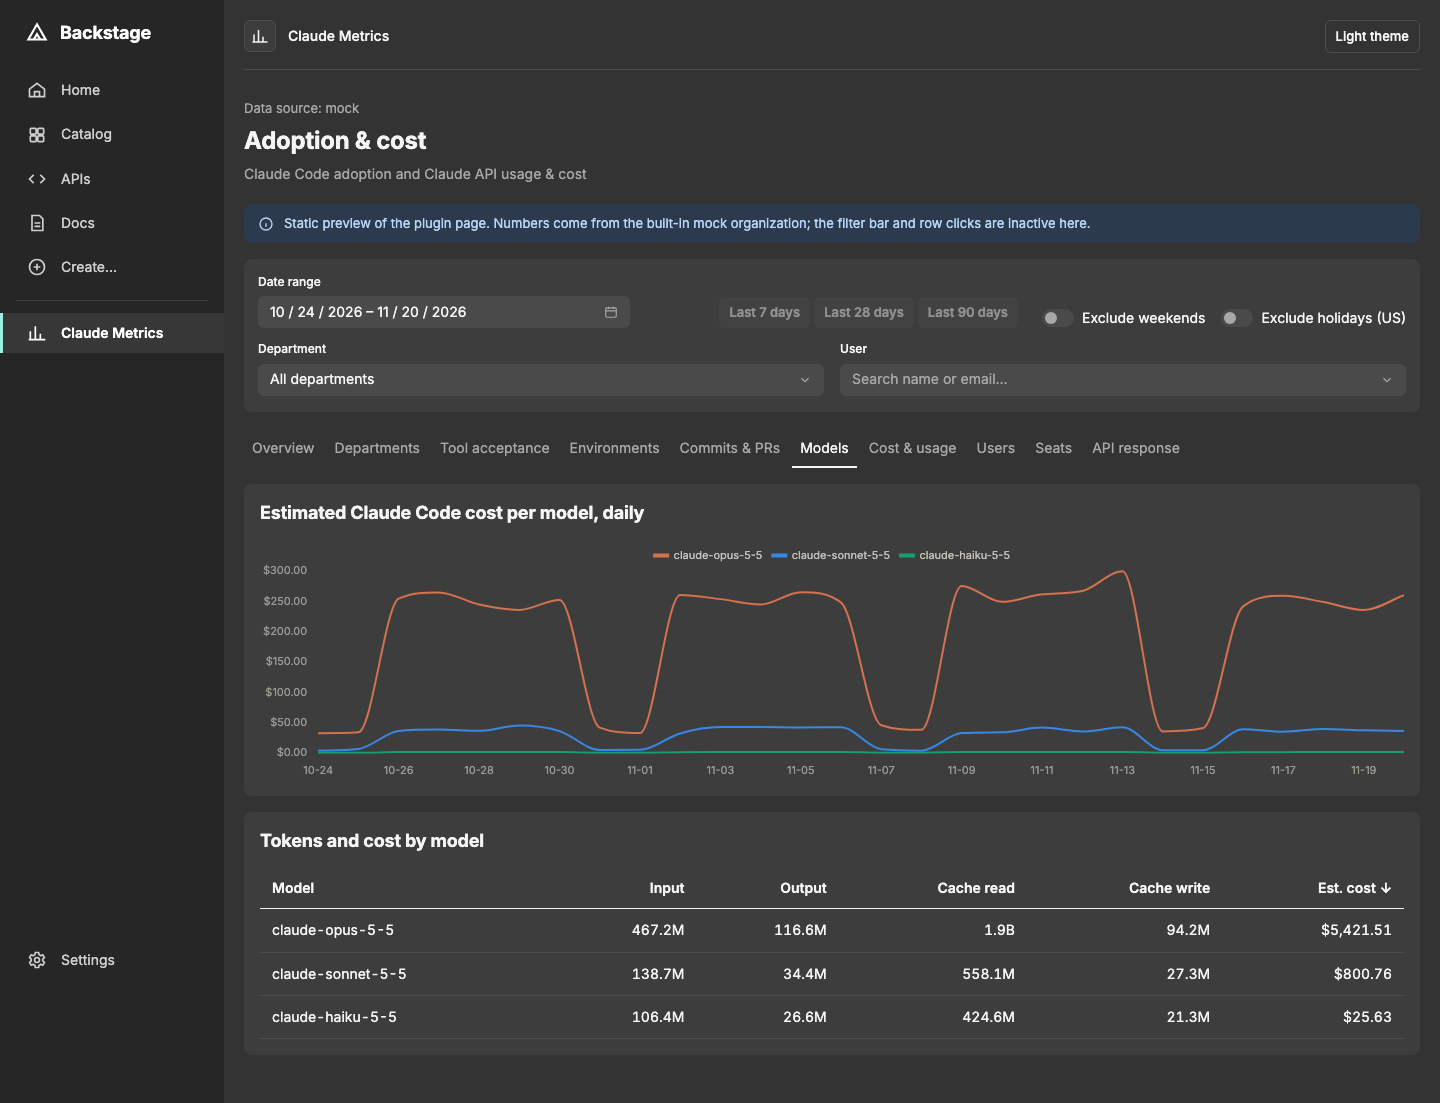 Backstage
Home
Catalog
APIs
Docs
Create...
Claude Metrics
Settings
Claude Metrics
Light theme
Data source: mock
Adoption & cost
Claude Code adoption and Claude API usage & cost
Static preview of the plugin page. Numbers come from the built-in mock organization; the filter bar and row clicks are inactive here.
Date range
10 / 24 / 2026 – 11 / 20 / 2026
Last 7 days Last 28 days Last 90 days
Exclude weekends Exclude holidays (US)
Department
All departments
User
Search name or email...
Overview Departments Tool acceptance Environments Commits & PRs Models Cost & usage Users Seats API response
Estimated Claude Code cost per model, daily
claude-opus-5-5 claude-sonnet-5-5 claude-haiku-5-5
$300.00
$250.00
$200.00
$150.00
$100.00
$50.00
$0.00
10-24 10-26 10-28 10-30 11-01 11-03 11-05 11-07 11-09 11-11 11-13 11-15 11-17 11-19
Tokens and cost by model
Model Input Output Cache read Cache write Est. cost ↓
claude-opus-5-5 467.2M 116.6M 1.9B 94.2M $5,421.51
claude-sonnet-5-5 138.7M 34.4M 558.1M 27.3M $800.76
claude-haiku-5-5 106.4M 26.6M 424.6M 21.3M $25.63